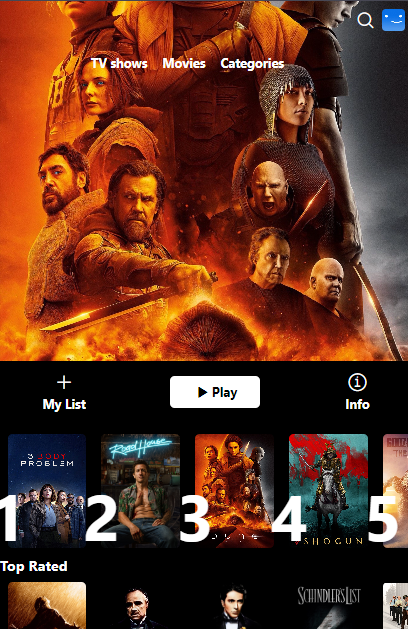 TV shows Movies Categories
My List
Play
Info
3 BODY PROBLEM
Road House
DUNE
SHŌGUN
1 2 3 4 5
Top Rated
SCHINDLER'S LIST